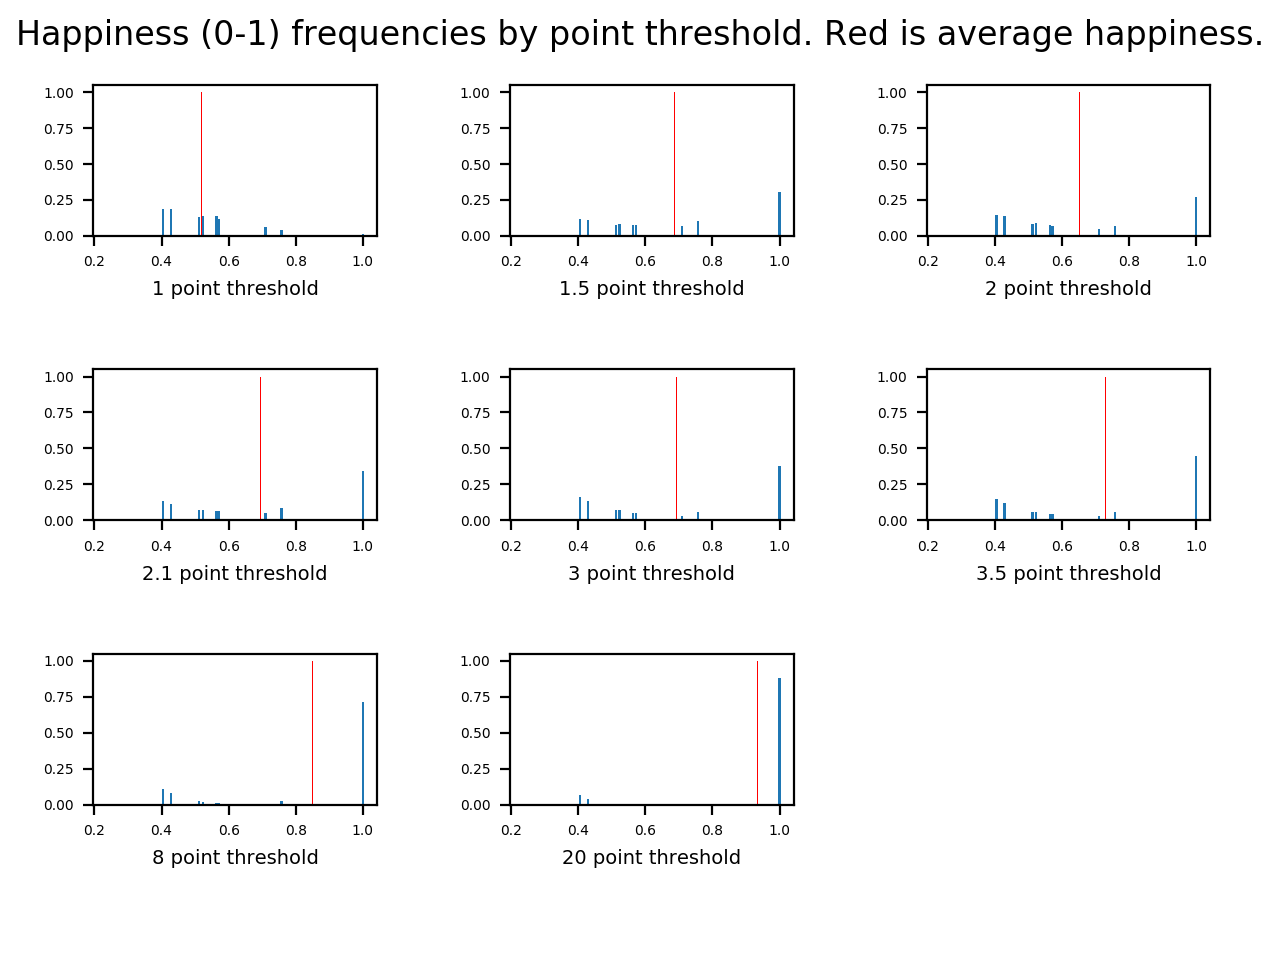 Happiness (0-1) frequencies by point threshold. Red is average happiness.
1.00 0.75 0.50 0.25 0.00
0.2 0.4 0.6 0.8 1.0
1 point threshold
1.00 0.75 0.50 0.25 0.00
0.2 0.4 0.6 0.8 1.0
1.5 point threshold
1.00 0.75 0.50 0.25 0.00
0.2 0.4 0.6 0.8 1.0
2 point threshold
1.00 0.75 0.50 0.25 0.00
0.2 0.4 0.6 0.8 1.0
2.1 point threshold
1.00 0.75 0.50 0.25 0.00
0.2 0.4 0.6 0.8 1.0
3 point threshold
1.00 0.75 0.50 0.25 0.00
0.2 0.4 0.6 0.8 1.0
3.5 point threshold
1.00 0.75 0.50 0.25 0.00
0.2 0.4 0.6 0.8 1.0
8 point threshold
1.00 0.75 0.50 0.25 0.00
0.2 0.4 0.6 0.8 1.0
20 point threshold